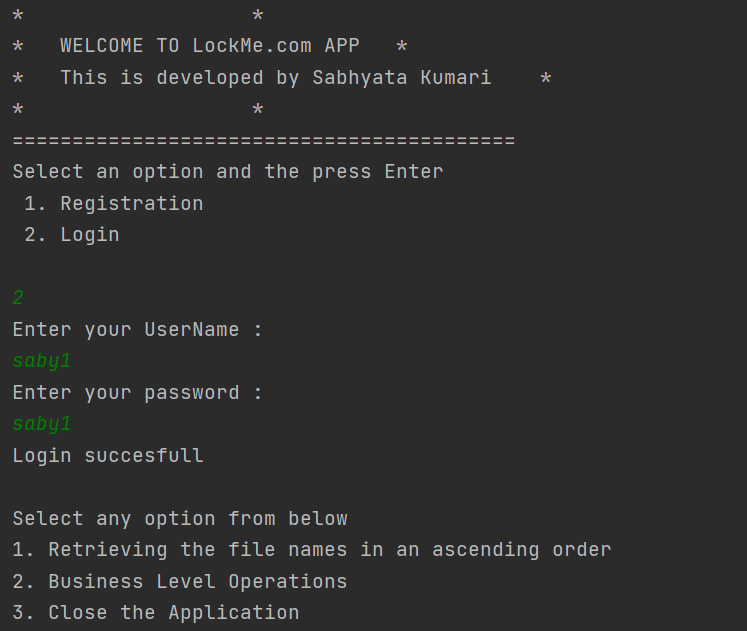 *                   *
*   WELCOME TO LockMe.com APP   *
*   This is developed by Sabhyata Kumari    *
*                   *
==========================================
Select an option and the press Enter
 1. Registration
 2. Login
2
Enter your UserName :
saby1
Enter your password :
saby1
Login succesfull
Select any option from below
1. Retrieving the file names in an ascending order
2. Business Level Operations
3. Close the Application